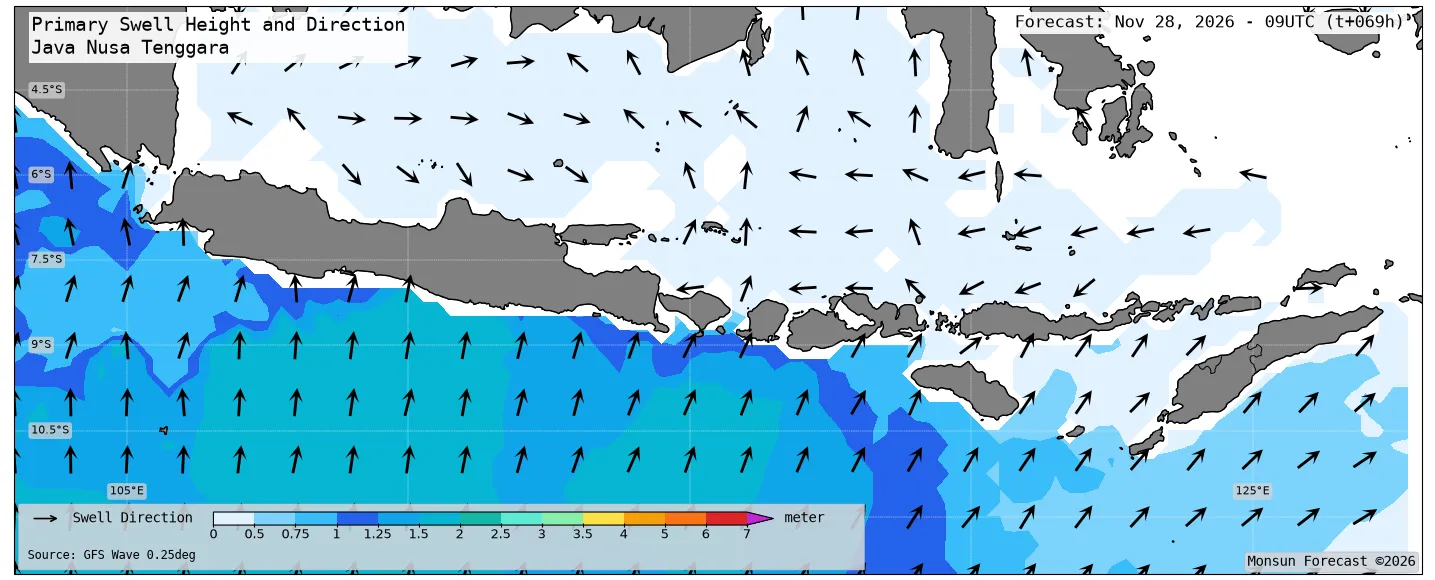 Primary Swell Height and Direction
Java Nusa Tenggara
Forecast: Nov 28, 2026 - 09UTC (t+069h)
4.5°S
6°S
7.5°S
9°S
10.5°S
105°E
125°E
Swell Direction
0 0.5 0.75 1 1.25 1.5 2 2.5 3 3.5 4 5 6 7
meter
Source: GFS Wave 0.25deg
Monsun Forecast ©2026